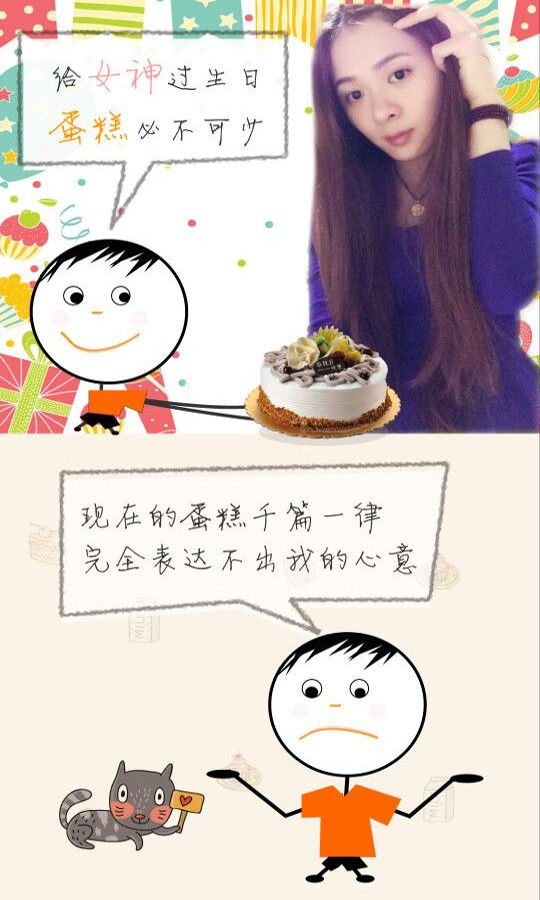 给女神过生日
蛋糕必不可少
现在的蛋糕千篇一律
完全表达不出我的心意